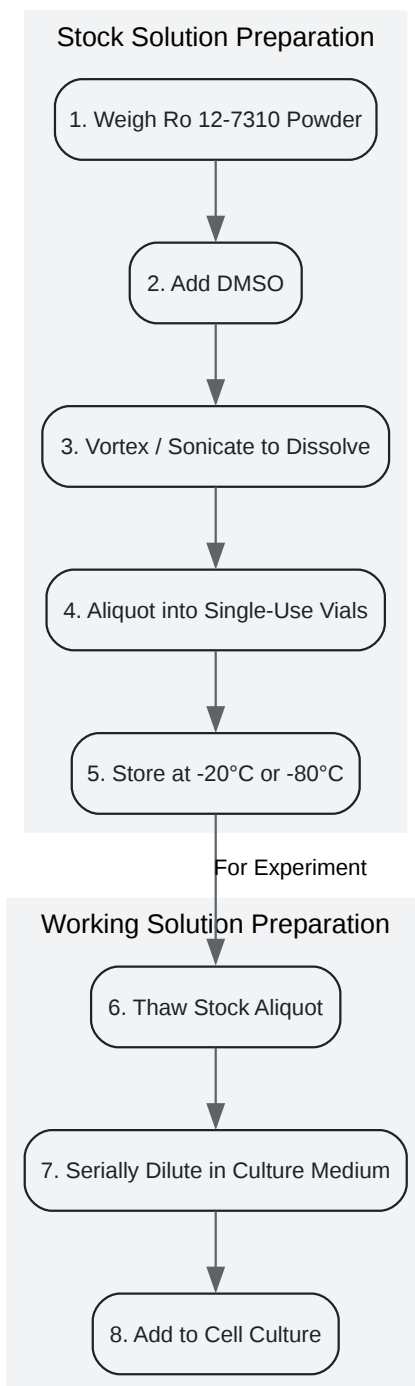 Stock Solution Preparation
1. Weigh Ro 12-7310 Powder
2. Add DMSO
3. Vortex / Sonicate to Dissolve
4. Aliquot into Single-Use Vials
5. Store at -20°C or -80°C
For Experiment
Working Solution Preparation
6. Thaw Stock Aliquot
7. Serially Dilute in Culture Medium
8. Add to Cell Culture